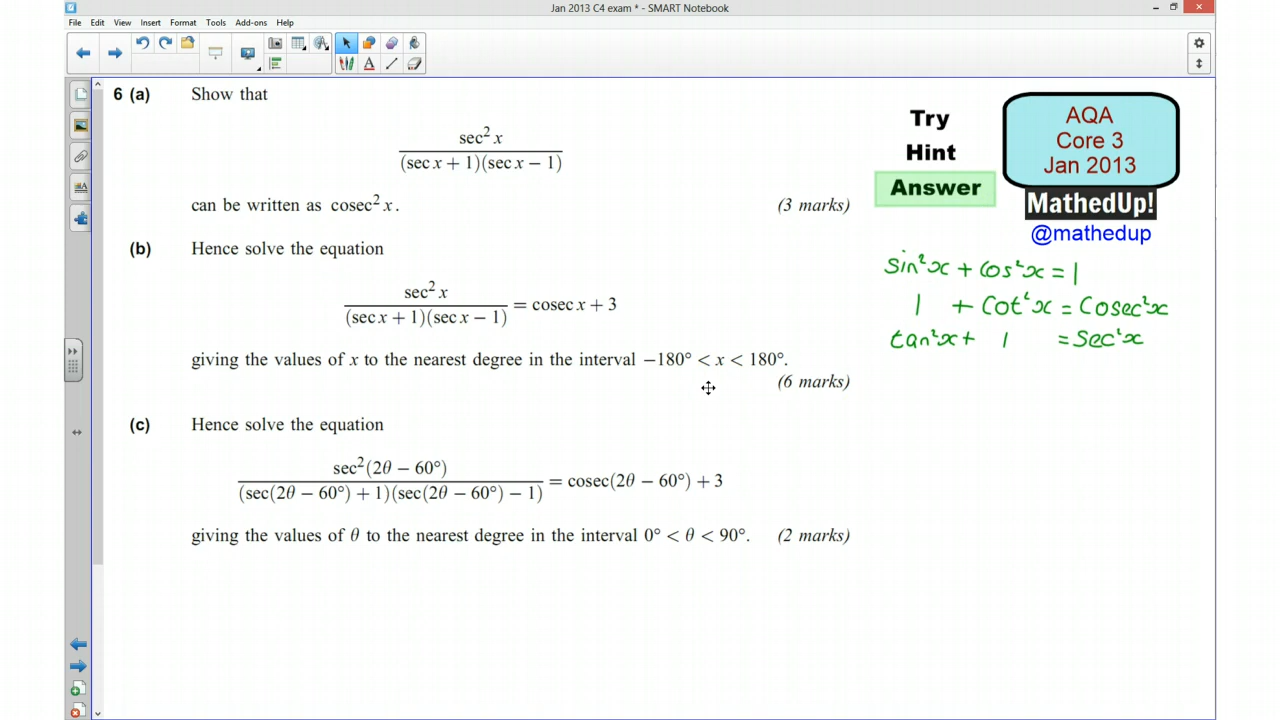 Jan 2013 C4 exam * - SMART Notebook
File Edit View Insert Format Tools Add-ons Help
6 (a) Show that
sec² x
(sec x + 1)(sec x − 1)
can be written as cosec² x. (3 marks)
(b) Hence solve the equation
sec² x
(sec x + 1)(sec x − 1) = cosec x + 3
giving the values of x to the nearest degree in the interval −180° < x < 180°.
(6 marks)
(c) Hence solve the equation
sec²(2θ − 60°)
(sec(2θ − 60°) + 1)(sec(2θ − 60°) − 1) = cosec(2θ − 60°) + 3
giving the values of θ to the nearest degree in the interval 0° < θ < 90°. (2 marks)
Try
Hint
Answer
AQA
Core 3
Jan 2013
MathedUp!
@mathedup
sin²x + cos²x = 1
1 + cot²x = cosec²x
tan²x + 1 = sec²x